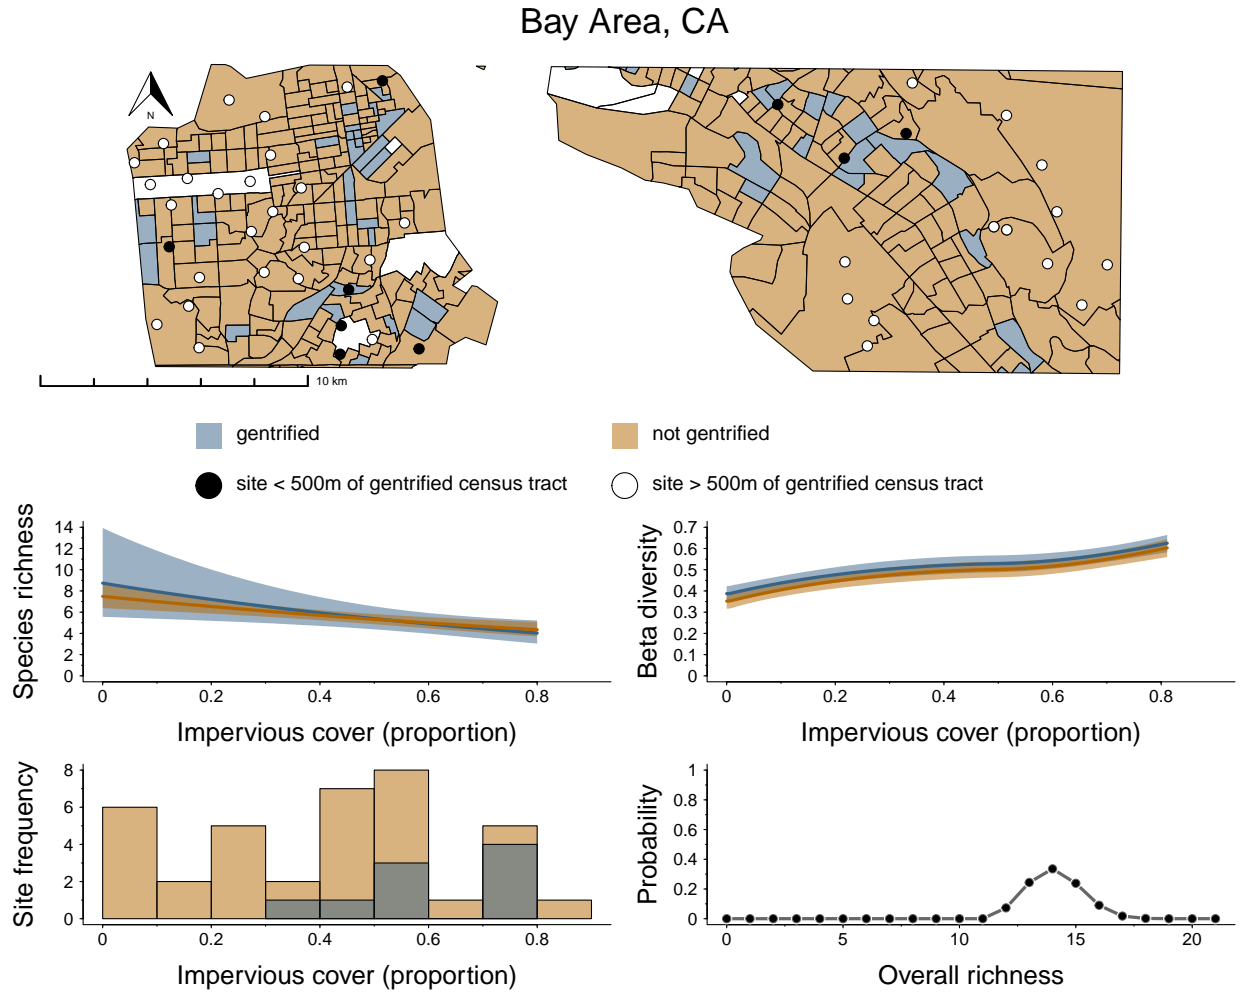 Bay Area, CA
N
10 km
gentrified
not gentrified
site < 500m of gentrified census tract
site > 500m of gentrified census tract
Species richness
14
12
10
8
6
4
2
0
0 0.2 0.4 0.6 0.8
Impervious cover (proportion)
Beta diversity
0.7
0.6
0.5
0.4
0.3
0.2
0.1
0
0 0.2 0.4 0.6 0.8
Impervious cover (proportion)
Site frequency
8
6
4
2
0
0 0.2 0.4 0.6 0.8
Impervious cover (proportion)
Probability
1
0.8
0.6
0.4
0.2
0
0 5 10 15 20
Overall richness